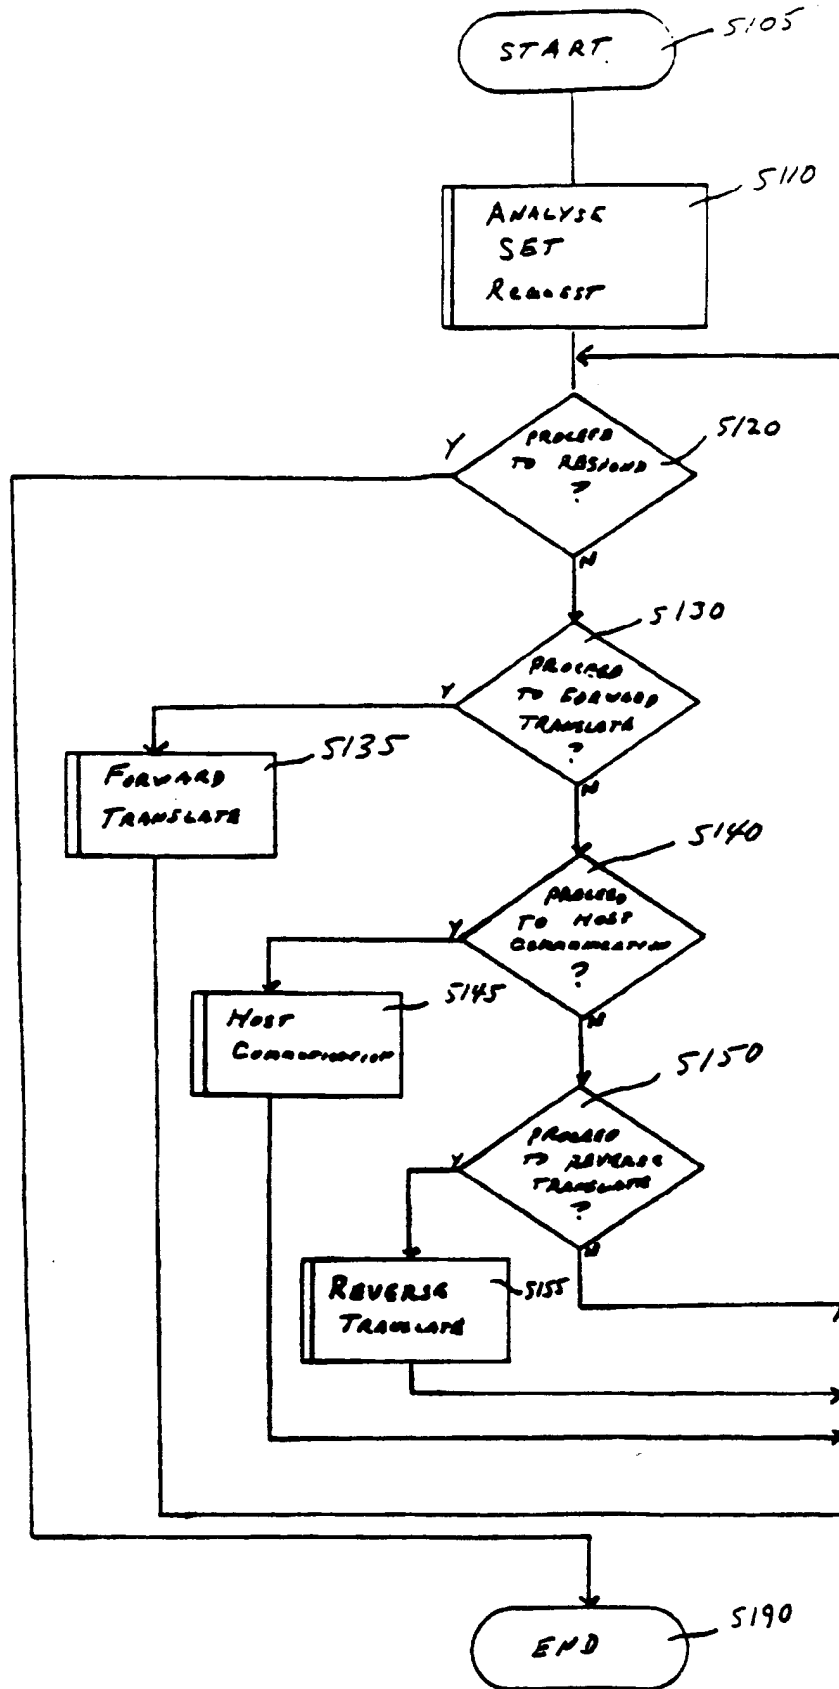 START
5105
5110
ANALYSE
SET
REQUEST
5120
Y
PROCEED
TO RESPOND
?
N
5130
Y
PROCEED
TO FORWARD
TRANSLATE
?
N
5135
FORWARD
TRANSLATE
5140
Y
PROCEED
TO HOST
COMMUNICATION
?
N
5145
HOST
COMMUNICATION
5150
Y
PROCEED
TO REVERSE
TRANSLATE
?
N
REVERSE
TRANSLATE
5155
5190
END